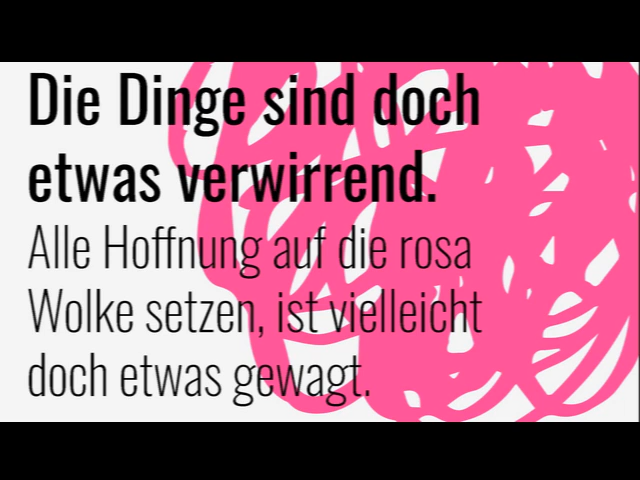 Die Dinge sind doch
etwas verwirrend.
Alle Hoffnung auf die rosa
Wolke setzen, ist vielleicht
doch etwas gewagt.